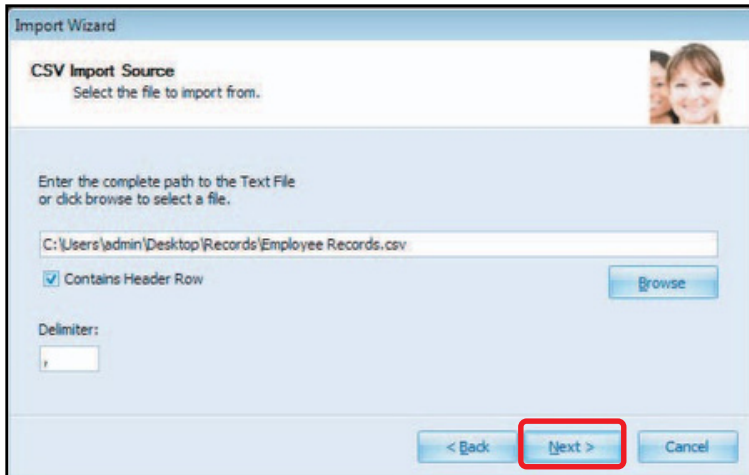 Import Wizard
CSV Import Source
Select the file to import from.
Enter the complete path to the Text File
or click browse to select a file.
C:\Users\admin\Desktop\Records\Employee Records.csv
Contains Header Row
Browse
Delimiter:
,
< Back
Next >
Cancel